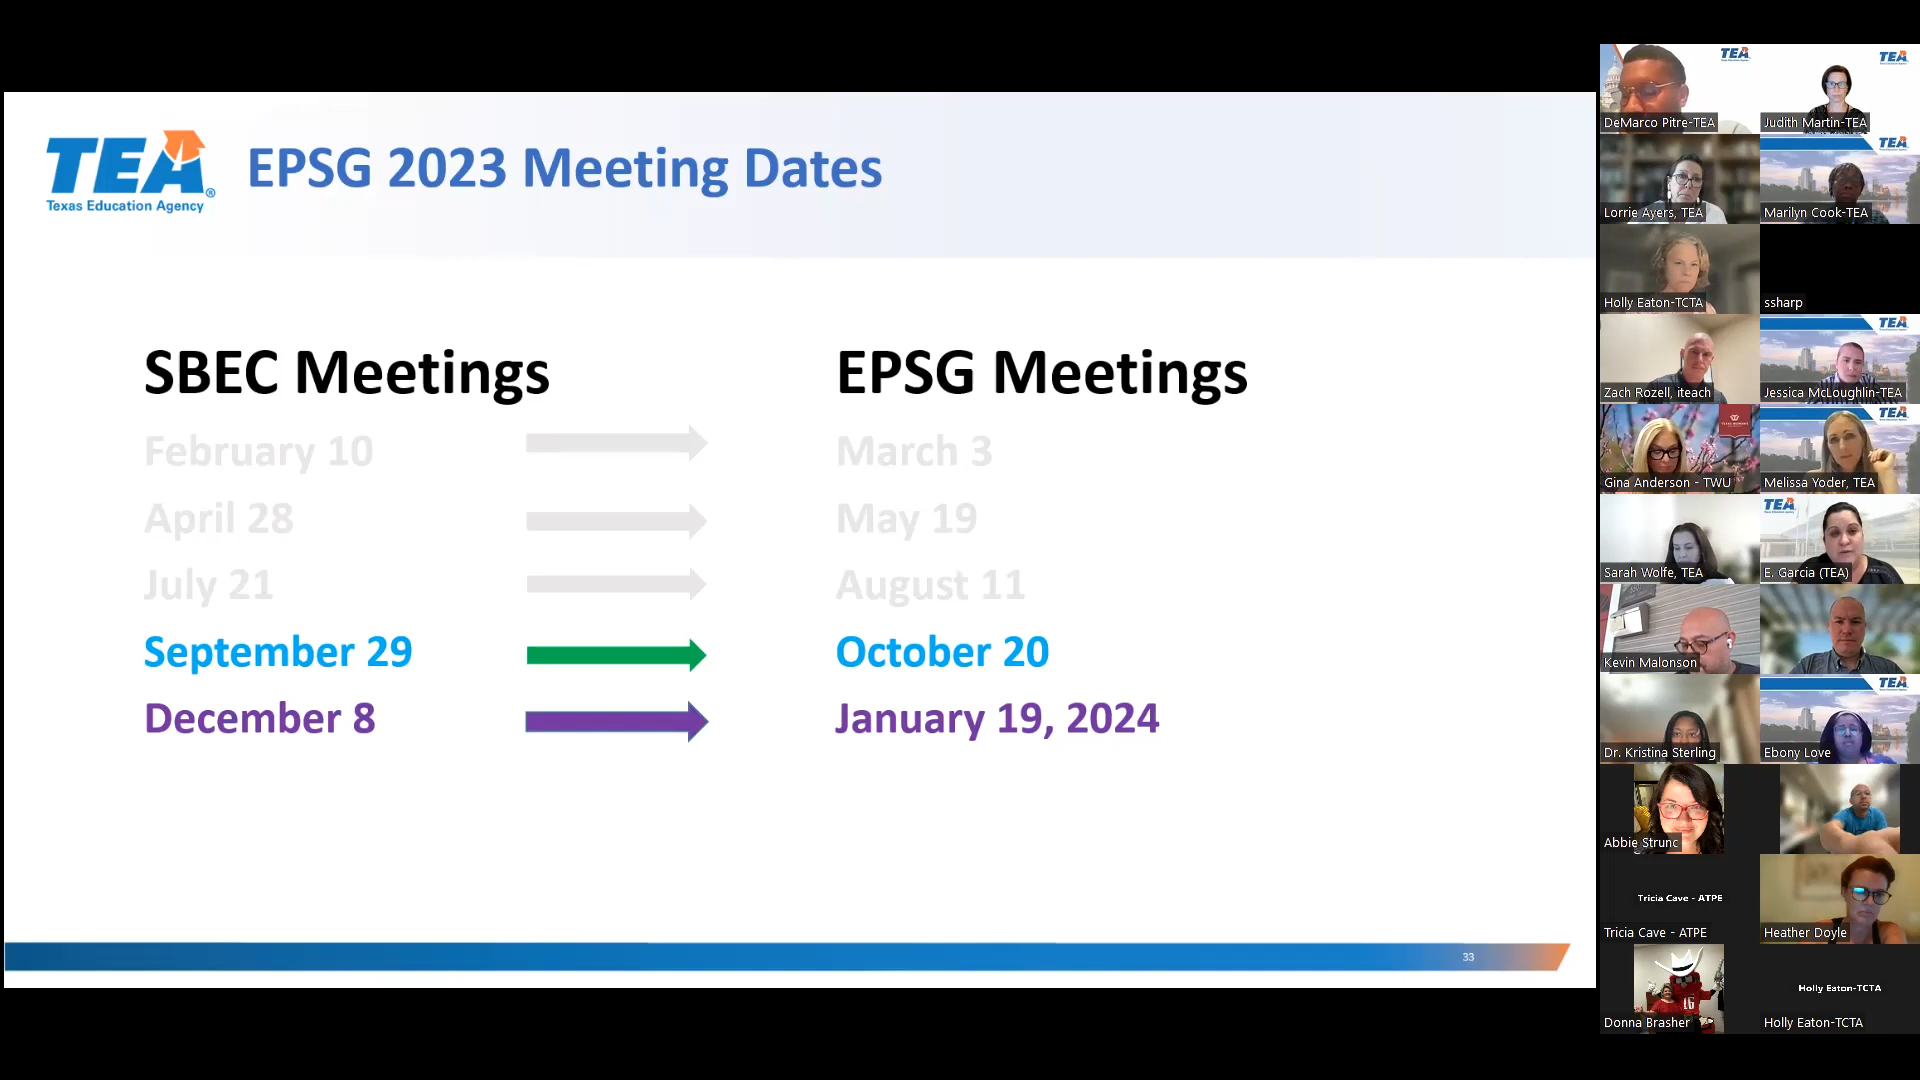 TEA
Texas Education Agency
EPSG 2023 Meeting Dates
SBEC Meetings
EPSG Meetings
February 10
March 3
April 28
May 19
July 21
August 11
September 29
October 20
December 8
January 19, 2024
33
TEA
DeMarco Pitre-TEA
TEA
Judith Martin-TEA
Lorrie Ayers, TEA
TEA
Marilyn Cook-TEA
Holly Eaton-TCTA
ssharp
Zach Rozell, iteach
TEA
Jessica McLoughlin-TEA
Gina Anderson - TWU
TEA
Melissa Yoder, TEA
Sarah Wolfe, TEA
TEA
E. Garcia (TEA)
Kevin Malonson
Dr. Kristina Sterling
TEA
Ebony Love
Abbie Strunc
Tricia Cave - ATPE
Tricia Cave - ATPE
Heather Doyle
16
Donna Brasher
Holly Eaton-TCTA
Holly Eaton-TCTA